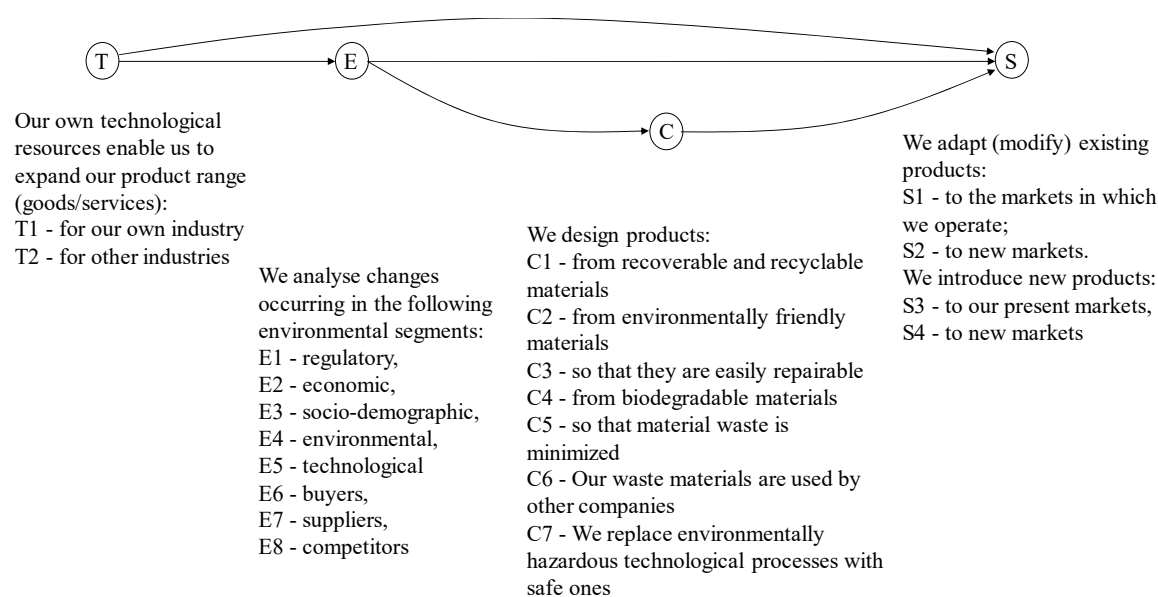 T
E
S
C
Our own technological
resources enable us to
expand our product range
(goods/services):
T1 - for our own industry
T2 - for other industries
We analyse changes
occurring in the following
environmental segments:
E1 - regulatory,
E2 - economic,
E3 - socio-demographic,
E4 - environmental,
E5 - technological
E6 - buyers,
E7 - suppliers,
E8 - competitors
We design products:
C1 - from recoverable and recyclable
materials
C2 - from environmentally friendly
materials
C3 - so that they are easily repairable
C4 - from biodegradable materials
C5 - so that material waste is
minimized
C6 - Our waste materials are used by
other companies
C7 - We replace environmentally
hazardous technological processes with
safe ones
We adapt (modify) existing
products:
S1 - to the markets in which
we operate;
S2 - to new markets.
We introduce new products:
S3 - to our present markets,
S4 - to new markets